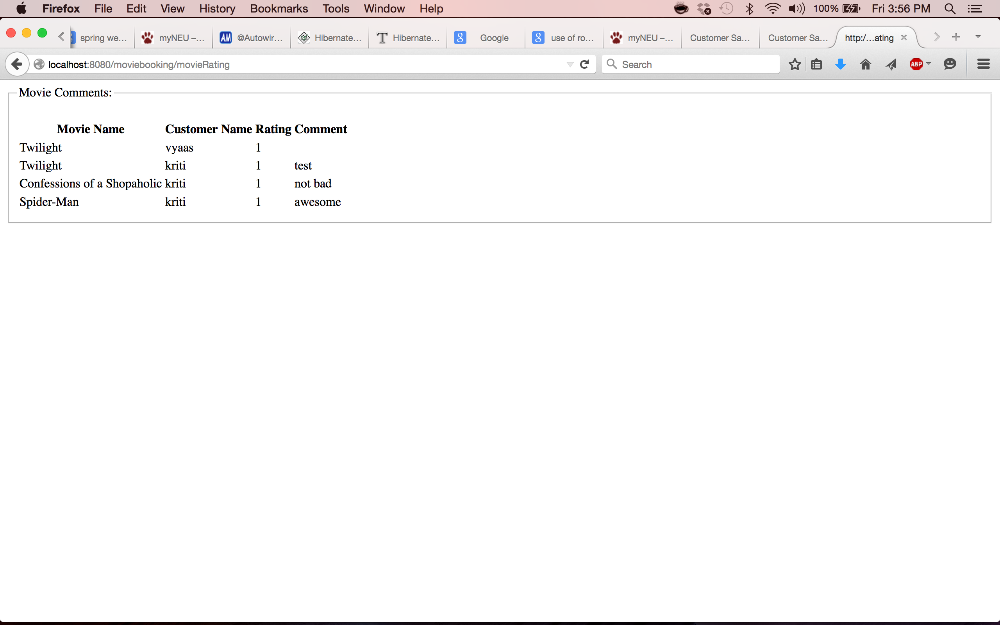 Firefox File Edit View History Bookmarks Tools Window Help 100% Fri 3:56 PM
spring we... myNEU –... AM @Autowir... Hibernate... T Hibernate... g Google g use of ro... myNEU –... Customer Sa... Customer Sa... http:/...ating
localhost:8080/moviebooking/movieRating Search ABP
Movie Comments:
Movie Name Customer Name Rating Comment
Twilight vyaas 1
Twilight kriti 1 test
Confessions of a Shopaholic kriti 1 not bad
Spider-Man kriti 1 awesome